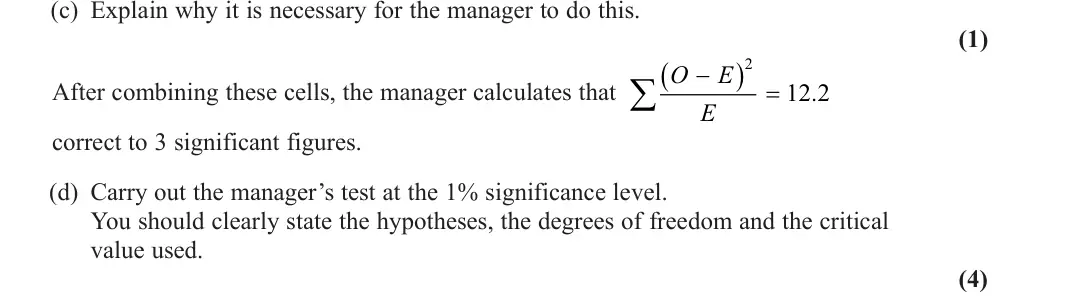 (c) Explain why it is necessary for the manager to do this.
(1)
After combining these cells, the manager calculates that ∑ (O − E)² / E = 12.2
correct to 3 significant figures.
(d) Carry out the manager’s test at the 1% significance level.
You should clearly state the hypotheses, the degrees of freedom and the critical
value used.
(4)